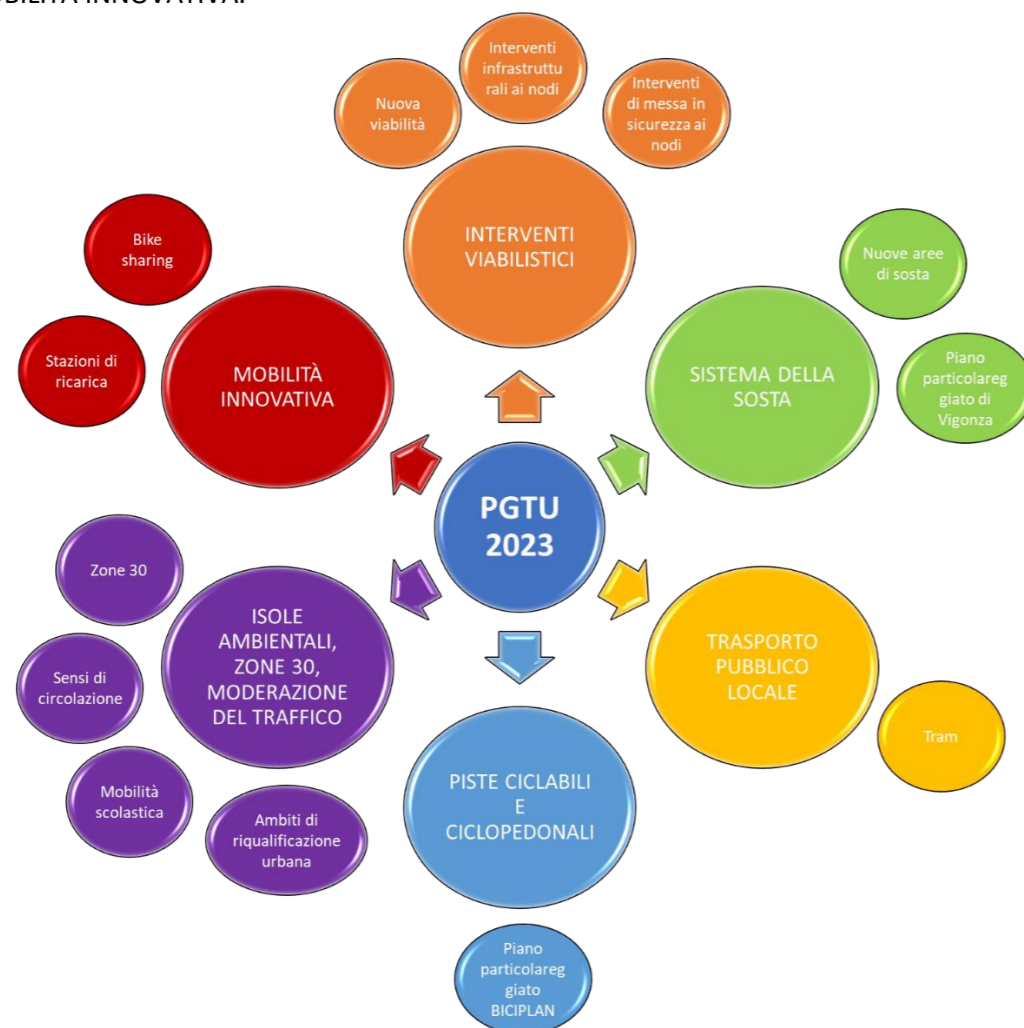 MOBILITÀ INNOVATIVA.
Interventi
infrastruttu
rali ai nodi
Nuova
viabilità
Interventi
di messa in
sicurezza ai
nodi
INTERVENTI
VIABILISTICI
Bike
sharing
Stazioni di
ricarica
MOBILITÀ
INNOVATIVA
Nuove aree
di sosta
Piano
particolareg
giato di
Vigonza
SISTEMA DELLA
SOSTA
PGTU
2023
Zone 30
Sensi di
circolazione
Mobilità
scolastica
Ambiti di
riqualificazione
urbana
ISOLE
AMBIENTALI,
ZONE 30,
MODERAZIONE
DEL TRAFFICO
TRASPORTO
PUBBLICO
LOCALE
Tram
PISTE CICLABILI
E
CICLOPEDONALI
Piano
particolareg
giato
BICIPLAN